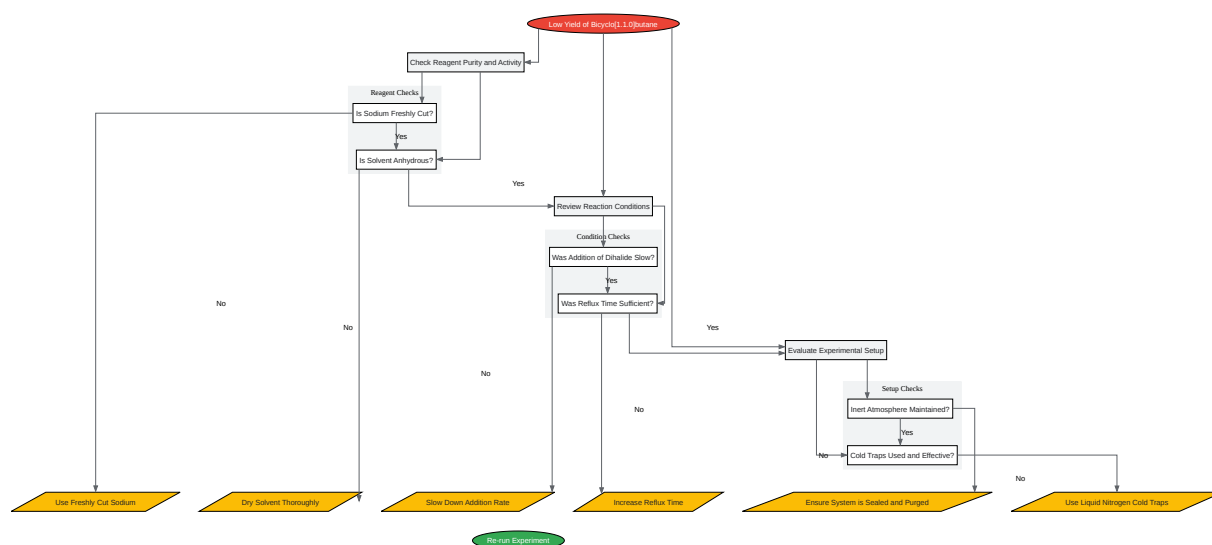 Low Yield of Bicyclo[1.1.0]butane
Check Reagent Purity and Activity
Reagent Checks
Is Sodium Freshly Cut?
Yes
Is Solvent Anhydrous?
Yes
Review Reaction Conditions
Condition Checks
Was Addition of Dihalide Slow?
Yes
Was Reflux Time Sufficient?
No
No
Yes
Evaluate Experimental Setup
No
Setup Checks
Inert Atmosphere Maintained?
No
Yes
No
Cold Traps Used and Effective?
No
Use Freshly Cut Sodium
Dry Solvent Thoroughly
Slow Down Addition Rate
Increase Reflux Time
Ensure System is Sealed and Purged
Use Liquid Nitrogen Cold Traps
Re-run Experiment